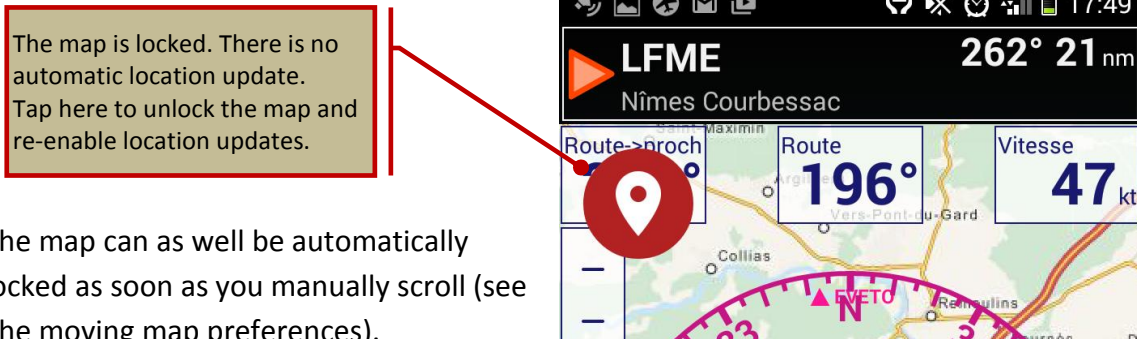 The map is locked. There is no
automatic location update.
Tap here to unlock the map and
re-enable location updates.
he map can as well be automatically
ocked as soon as you manually scroll (see
he moving map preferences).
17:49
LFME
262° 21 nm
Nîmes Courbessac
Saint-Maximin
Route->proch
Route
196°
Vitesse
47 kt
Vers-Pont-du-Gard
Collias
EVETO
N
Remoulins
33
3